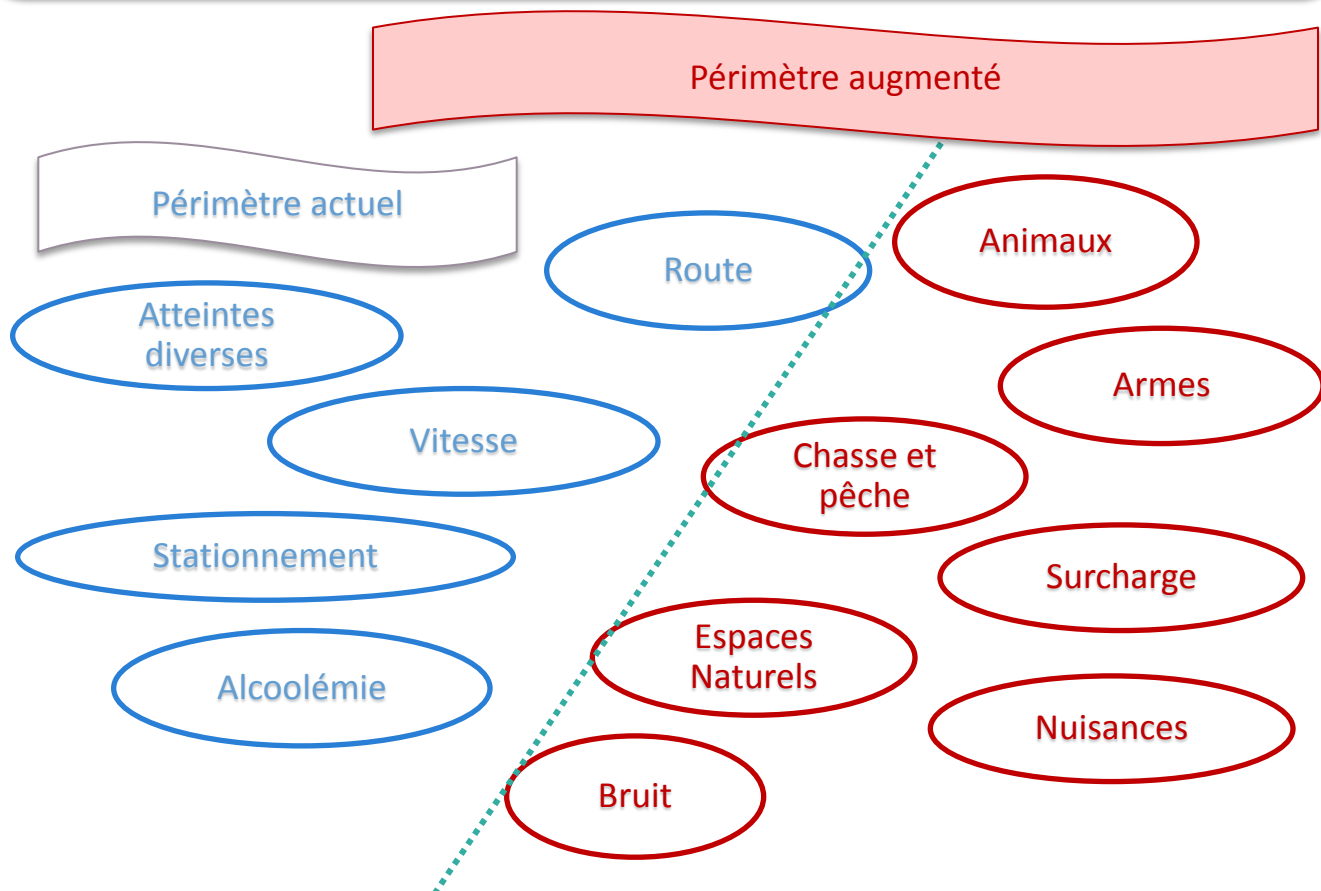 Périmètre augmenté
Périmètre actuel
Route
Animaux
Atteintes
diverses
Armes
Vitesse
Chasse et
pêche
Stationnement
Surcharge
Espaces
Naturels
Alcoolémie
Nuisances
Bruit